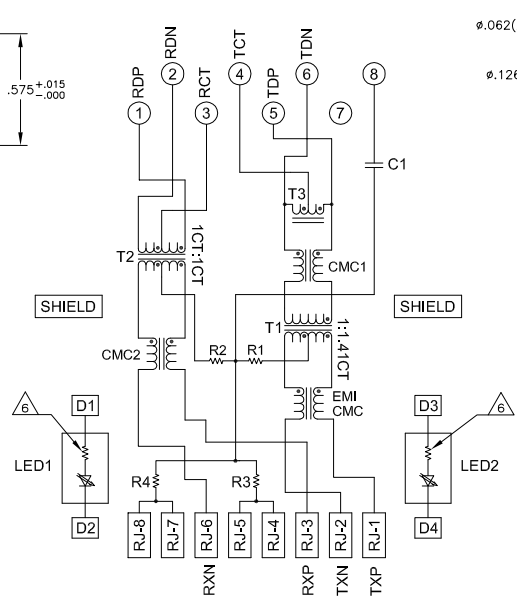 ø.062(
ø.126
.575 +.015 -.000
RDP
RDN
RCT
TCT
TDP
TDN
1
2
3
4
5
6
7
8
C1
T3
T2
1CT:1CT
CMC1
SHIELD
SHIELD
T1
1:1.41CT
CMC2
R2
R1
EMI
CMC
6
D1
LED1
D2
D3
6
LED2
D4
R4
R3
RJ-8
RJ-7
RJ-6
RJ-5
RJ-4
RJ-3
RJ-2
RJ-1
RXN
RXP
TXN
TXP